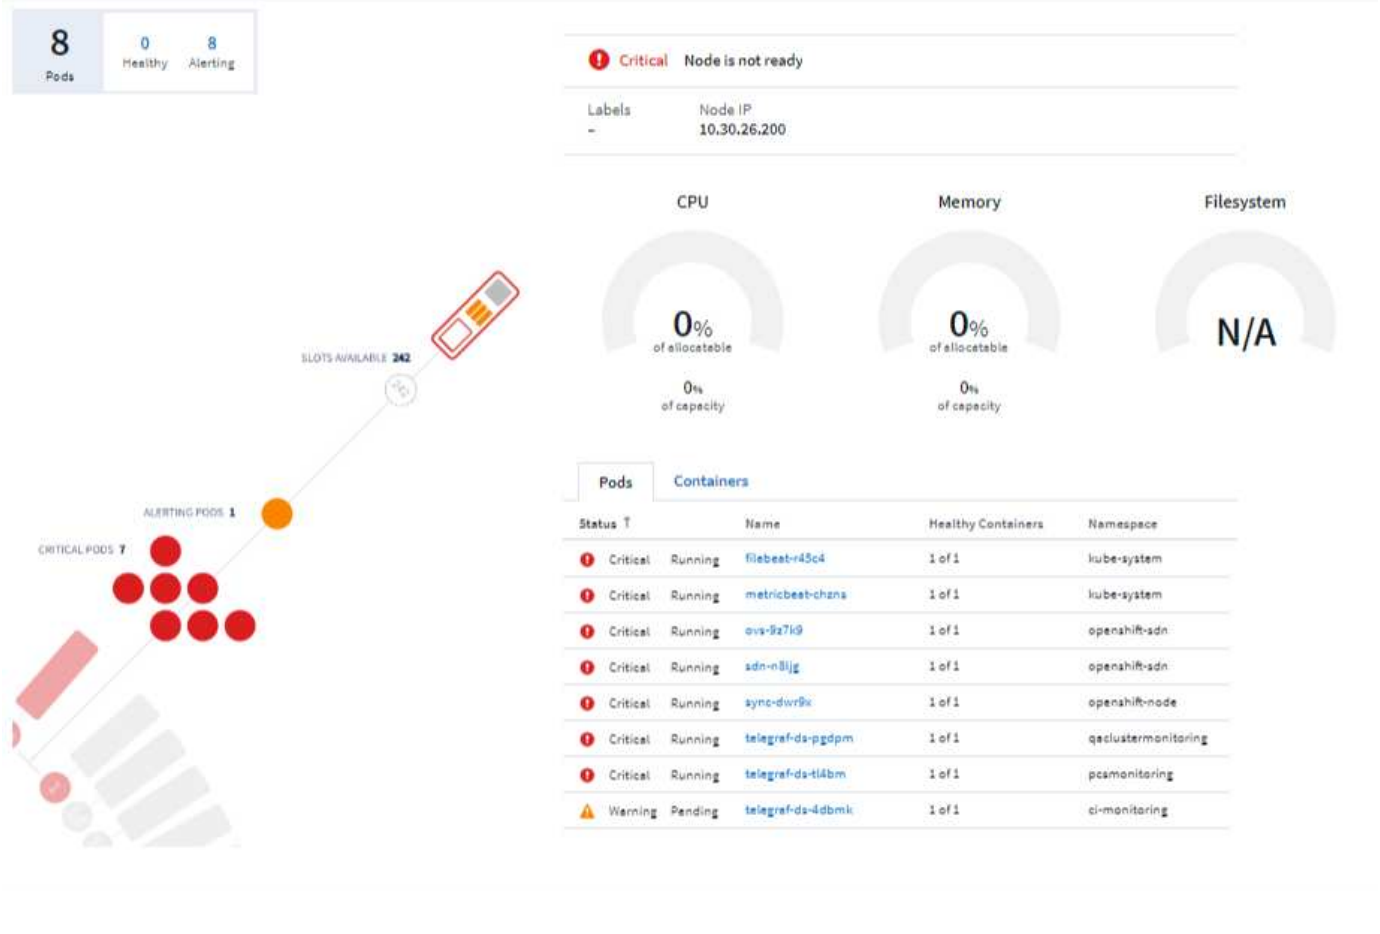 8
Pods
0
Healthy
8
Alerting
Critical Node is not ready
Labels
-
Node IP
10.30.26.200
CPU
0%
of allocatable
0%
of capacity
Memory
0%
of allocatable
0%
of capacity
Filesystem
N/A
SLOTS AVAILABLE 242
242
ALERTING PODS 1
CRITICAL PODS 7
Pods Containers
Status ↑ Name Healthy Containers Namespace
Critical Running filebeat-r45c4 1 of 1 kube-system
Critical Running metricbeat-chzns 1 of 1 kube-system
Critical Running ovs-9z7k9 1 of 1 openshift-sdn
Critical Running sdn-n8ljg 1 of 1 openshift-sdn
Critical Running sync-dwr9x 1 of 1 openshift-node
Critical Running telegraf-ds-pgdpm 1 of 1 qaclustermonitoring
Critical Running telegraf-ds-tl4bm 1 of 1 pcsmonitoring
Warning Pending telegraf-ds-4dbmk 1 of 1 ci-monitoring